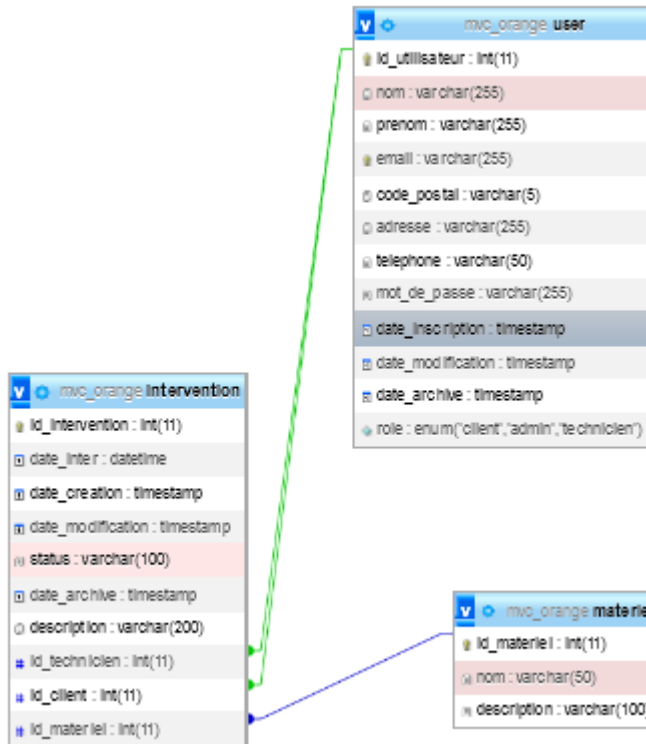 mvc_orange user
id_utilisateur : int(11)
nom : varchar(255)
prenom : varchar(255)
email : varchar(255)
code_postal : varchar(5)
adresse : varchar(255)
telephone : varchar(50)
mot_de_passe : varchar(255)
date_inscription : timestamp
date_modification : timestamp
date_archive : timestamp
role : enum('client','admin','technicien')
mvc_orange intervention
id_intervention : int(11)
date_inter : datetime
date_creation : timestamp
date_modification : timestamp
status : varchar(100)
date_archive : timestamp
description : varchar(200)
id_technicien : int(11)
id_client : int(11)
id_materiel : int(11)
mvc_orange materie
id_materiel : int(11)
nom : varchar(50)
description : varchar(100